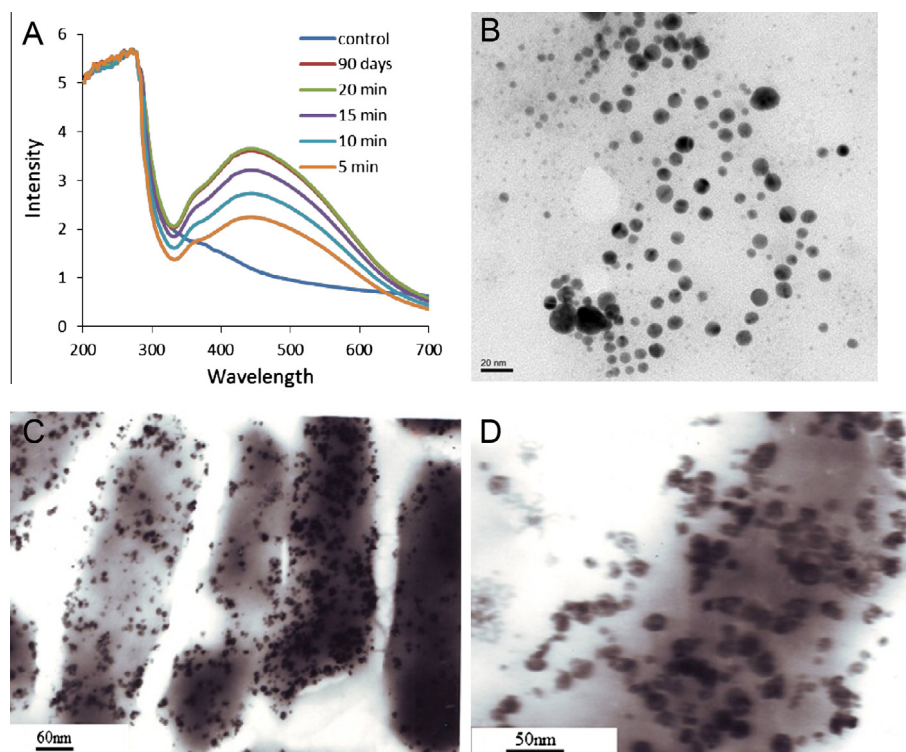 A
6
5
4
3
2
1
0
Intensity
200 300 400 500 600 700
Wavelength
control
90 days
20 min
15 min
10 min
5 min
B
20 nm
C
60nm
D
50nm